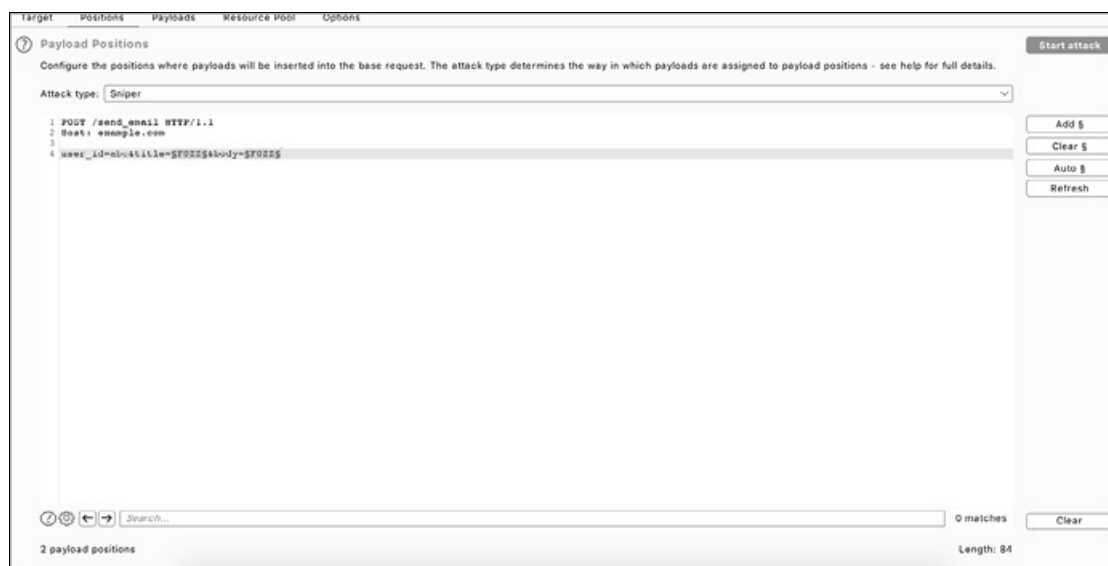 Target Positions Payloads Resource Pool Options
? Payload Positions
Start attack
Configure the positions where payloads will be inserted into the base request. The attack type determines the way in which payloads are assigned to payload positions - see help for full details.
Attack type: Sniper
1 POST /send_email HTTP/1.1
2 Host: example.com
3
4 user_id=abc&title=§FUZZ§&body=§FUZZ§
Add §
Clear §
Auto §
Refresh
? Search... 0 matches
Clear
2 payload positions
Length: 84